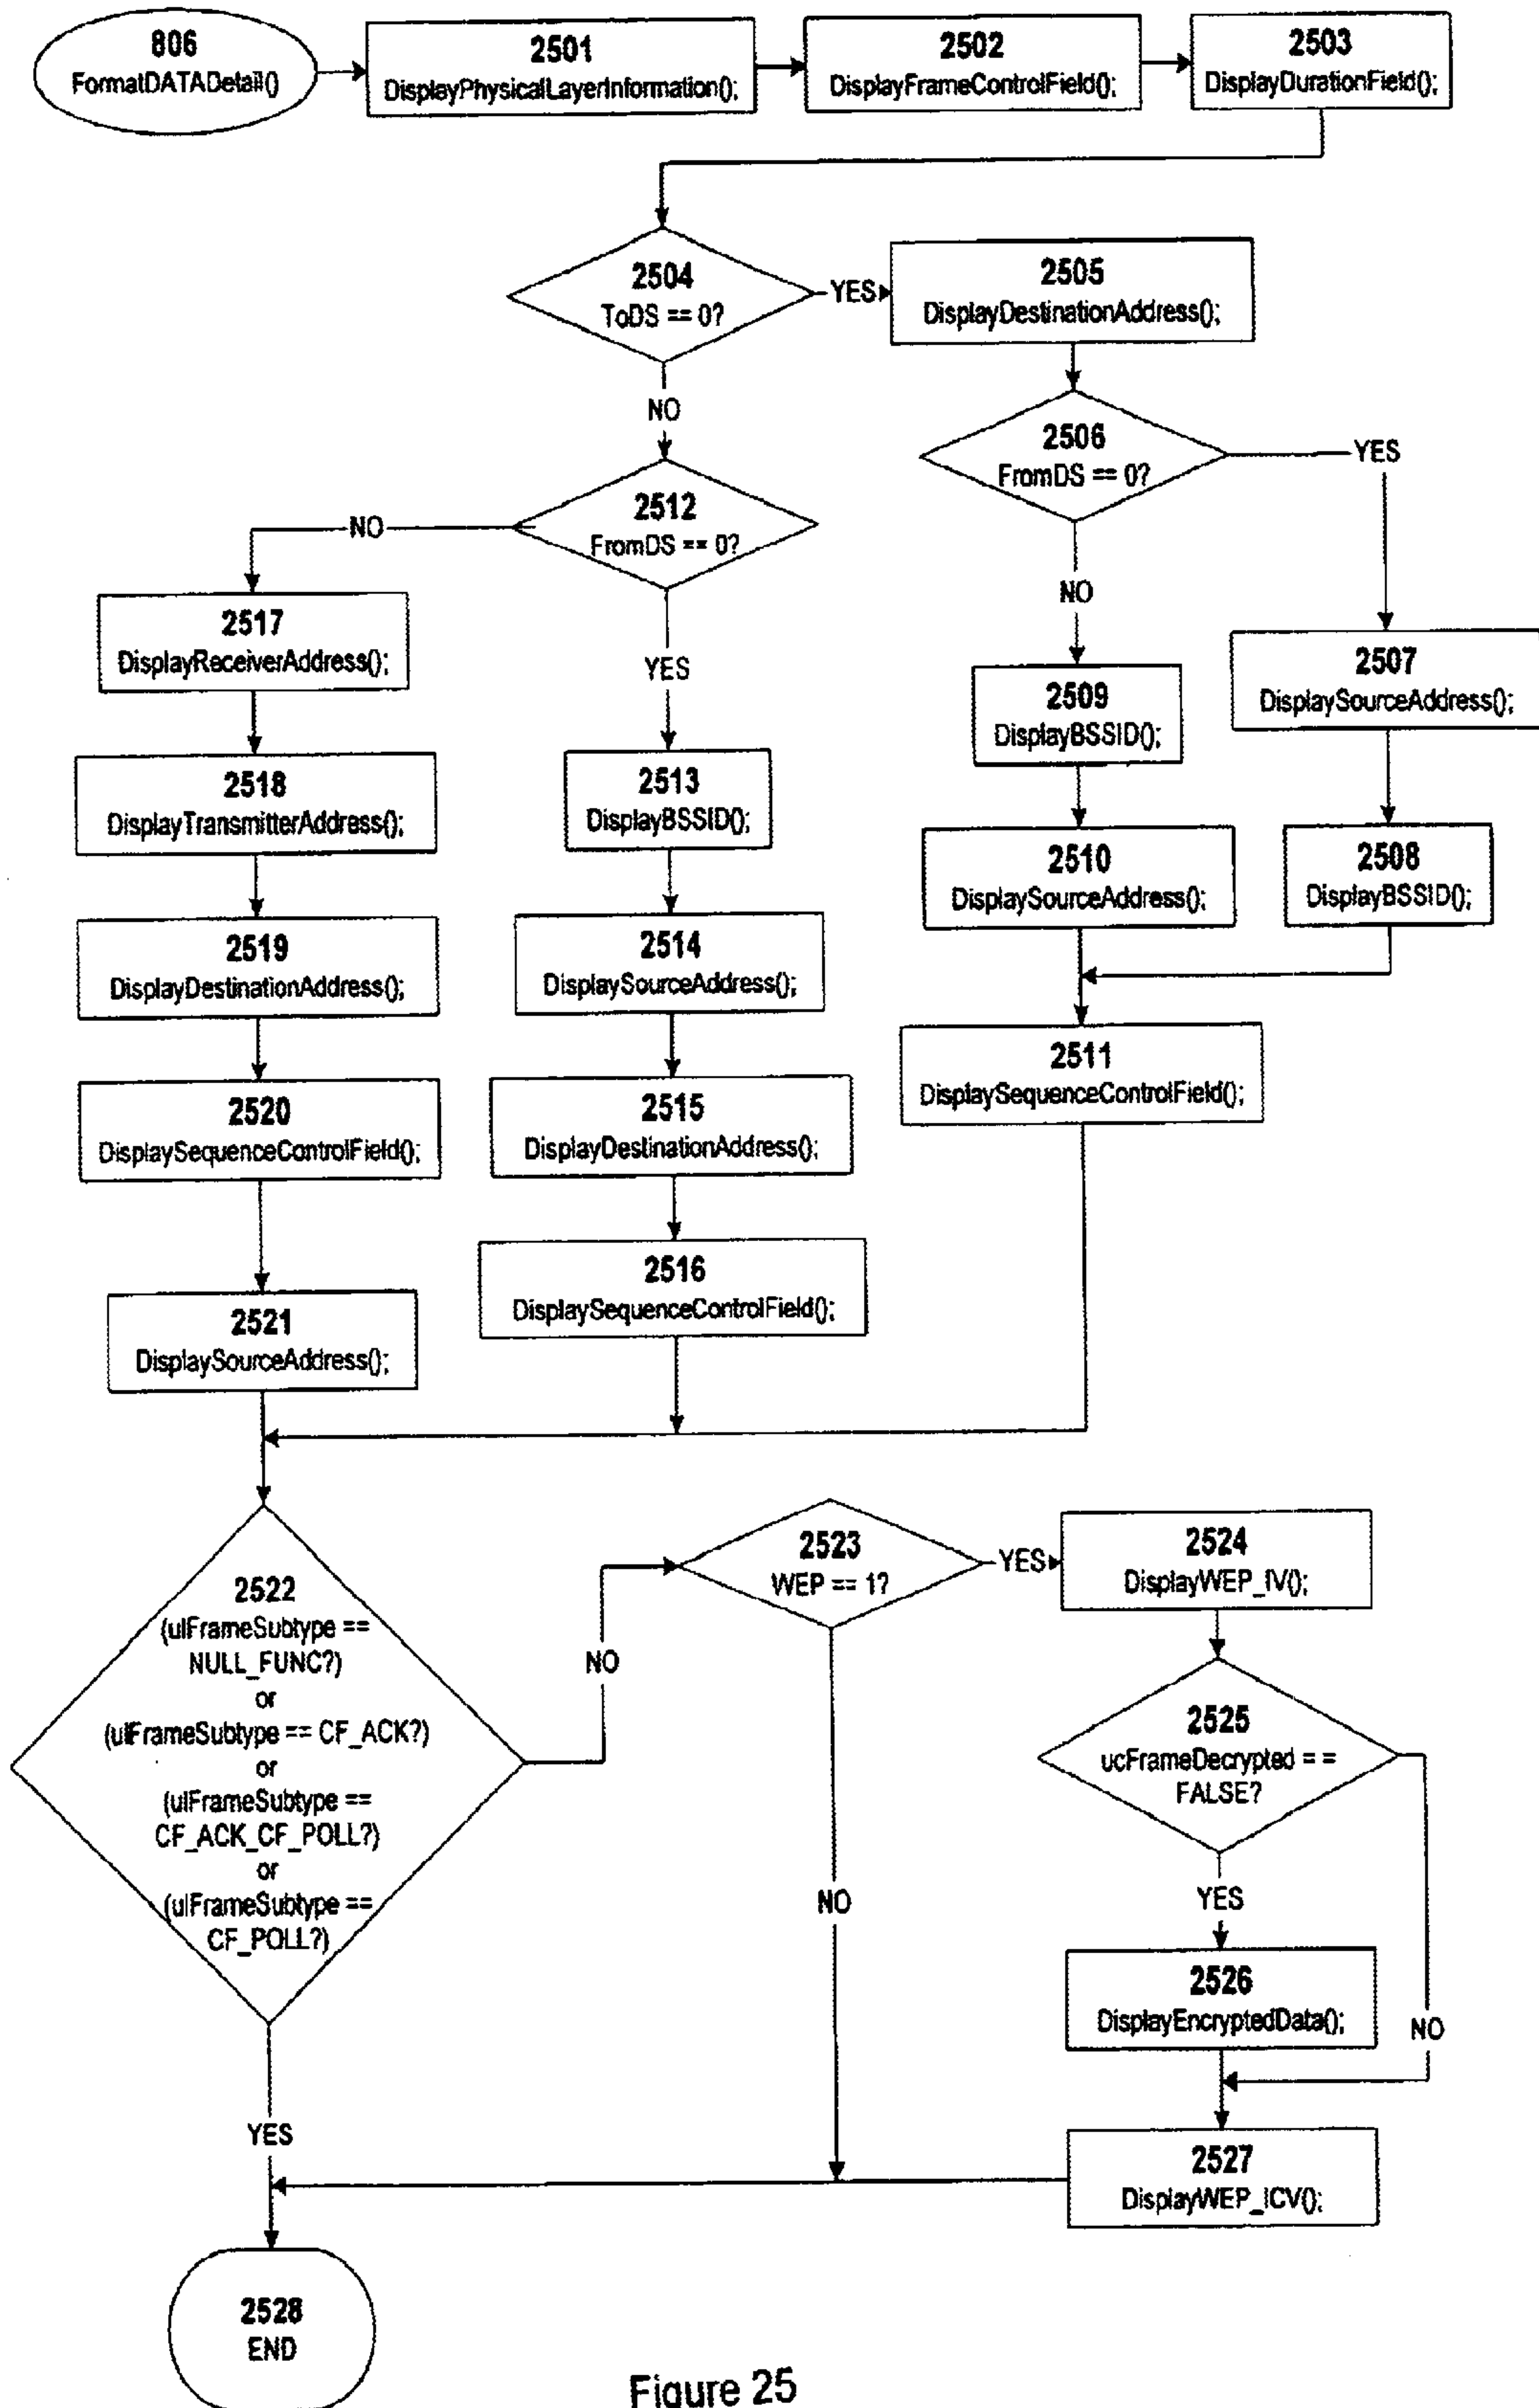 806
FormatDATADetail()
2501
DisplayPhysicalLayerInformation();
2502
DisplayFrameControlField();
2503
DisplayDurationField();
2504
ToDS == 0?
YES
2505
DisplayDestinationAddress();
NO
2506
FromDS == 0?
YES
2512
FromDS == 0?
NO
NO
2517
DisplayReceiverAddress();
YES
2507
DisplaySourceAddress();
2509
DisplayBSSID();
2518
DisplayTransmitterAddress();
2513
DisplayBSSID();
2510
DisplaySourceAddress();
2508
DisplayBSSID();
2519
DisplayDestinationAddress();
2514
DisplaySourceAddress();
2511
DisplaySequenceControlField();
2520
DisplaySequenceControlField();
2515
DisplayDestinationAddress();
2516
DisplaySequenceControlField();
2521
DisplaySourceAddress();
2522
(ulFrameSubtype ==
NULL_FUNC?)
or
(ulFrameSubtype == CF_ACK?)
or
(ulFrameSubtype ==
CF_ACK_CF_POLL?)
or
(ulFrameSubtype ==
CF_POLL?)
NO
2523
WEP == 1?
YES
2524
DisplayWEP_IV();
2525
ucFrameDecrypted = =
FALSE?
YES
NO
2526
DisplayEncryptedData();
NO
YES
2527
DisplayWEP_ICV();
2528
END
Figure 25